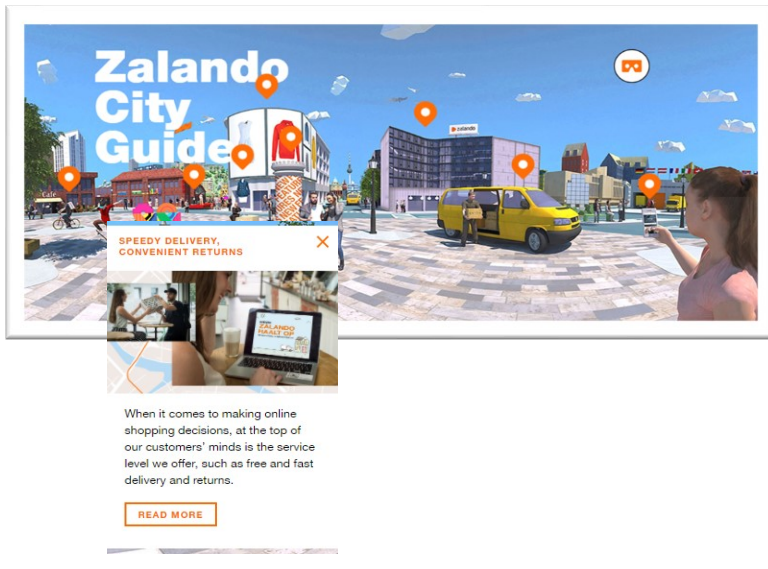 Zalando
City
Guide
Cafe
zalando
SPEEDY DELIVERY,
CONVENIENT RETURNS
ZALANDO
HAALT OP
When it comes to making online
shopping decisions, at the top of
our customers’ minds is the service
level we offer, such as free and fast
delivery and returns.
READ MORE